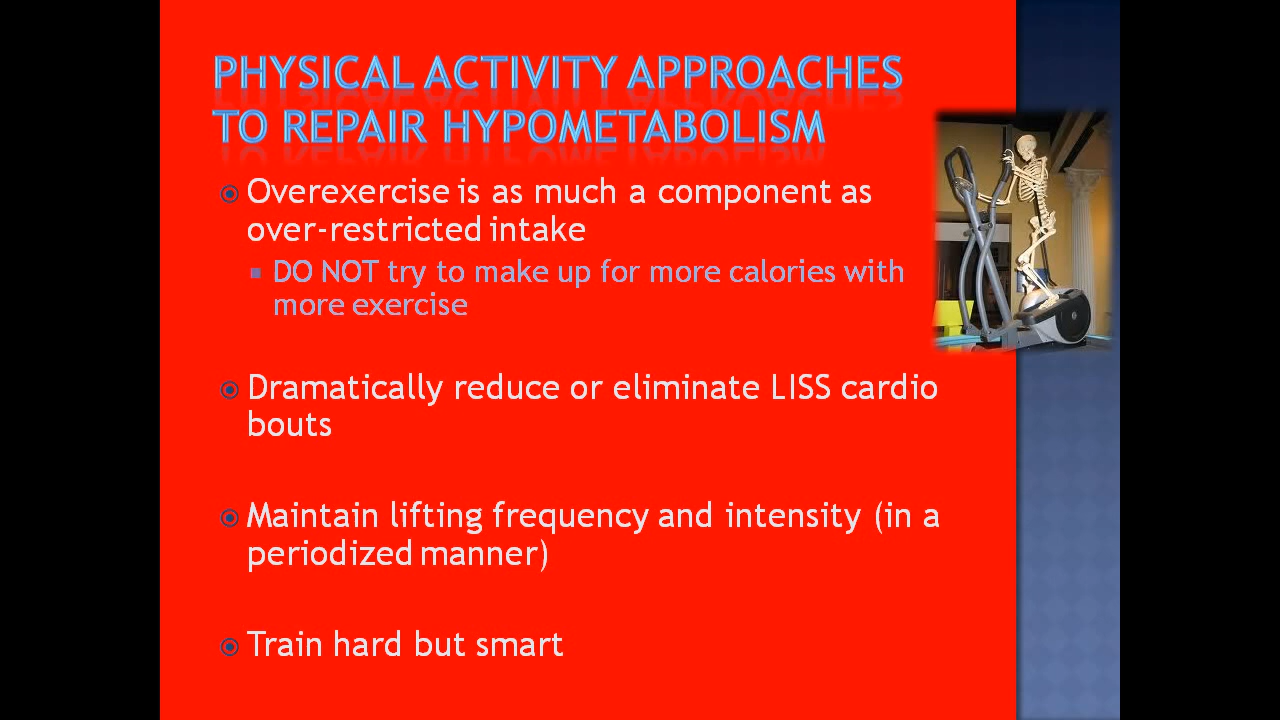 PHYSICAL ACTIVITY APPROACHES
TO REPAIR HYPOMETABOLISM
Overexercise is as much a component as
over-restricted intake
DO NOT try to make up for more calories with
more exercise
Dramatically reduce or eliminate LISS cardio
bouts
Maintain lifting frequency and intensity (in a
periodized manner)
Train hard but smart